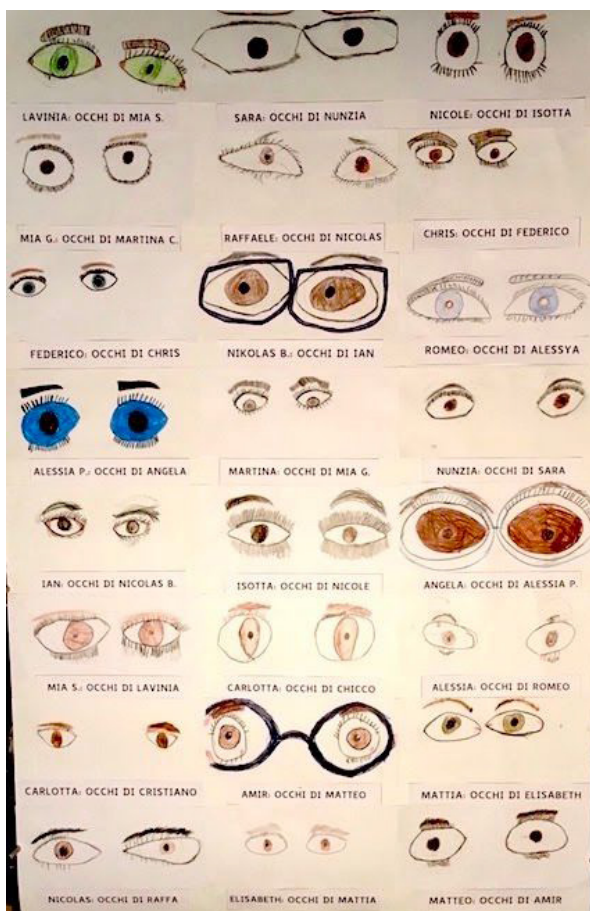 LAVINIA: OCCHI DI MIA S.
SARA: OCCHI DI NUNZIA
NICOLE: OCCHI DI ISOTTA
MIA G.: OCCHI DI MARTINA C.
RAFFAELE: OCCHI DI NICOLAS
CHRIS: OCCHI DI FEDERICO
FEDERICO: OCCHI DI CHRIS
NIKOLAS B.: OCCHI DI IAN
ROMEO: OCCHI DI ALESSYA
ALESSIA P.: OCCHI DI ANGELA
MARTINA: OCCHI DI MIA G.
NUNZIA: OCCHI DI SARA
IAN: OCCHI DI NICOLAS B.
ISOTTA: OCCHI DI NICOLE
ANGELA: OCCHI DI ALESSIA P.
MIA S.: OCCHI DI LAVINIA
CARLOTTA: OCCHI DI CHICCO
ALESSIA: OCCHI DI ROMEO
CARLOTTA: OCCHI DI CRISTIANO
AMIR: OCCHI DI MATTEO
MATTIA: OCCHI DI ELISABETH
NICOLAS: OCCHI DI RAFFA
ELISABETH: OCCHI DI MATTIA
MATTEO: OCCHI DI AMIR